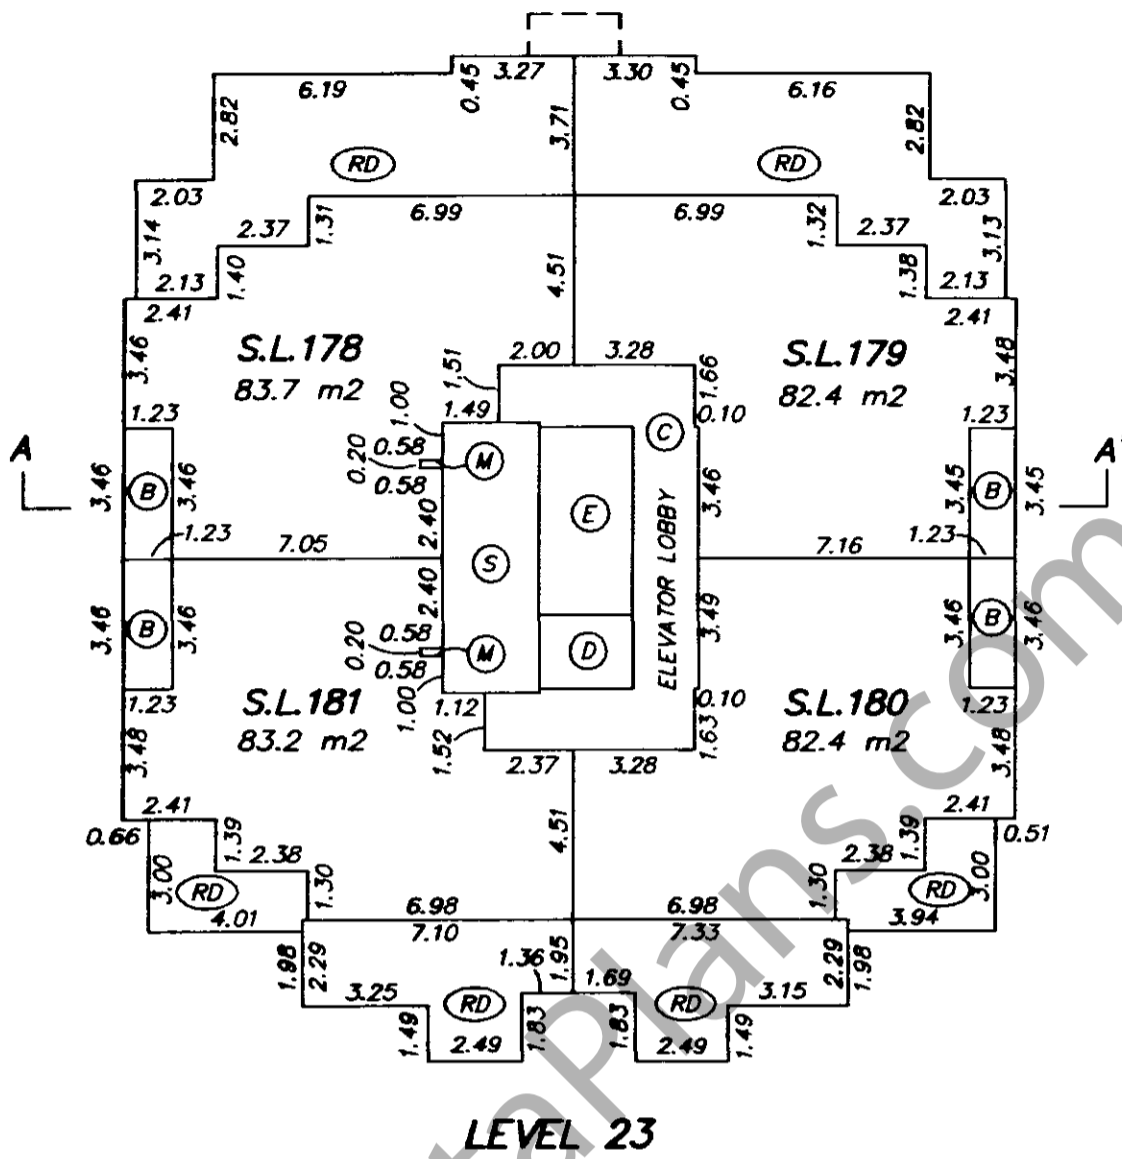 3.27 3.30
0.45 0.45
6.19 6.16
2.82 3.71 2.82
RD RD
2.03 2.03
6.99 6.99
3.14 2.37 1.31 1.32 2.37 3.13
2.13 1.40 4.51 1.38 2.13
2.41 2.41
3.46 S.L.178 S.L.179 3.48
83.7 m2 82.4 m2
2.00 3.28
1.51 1.66
1.23 1.49 1.00 0.10 1.23
C
A A'
0.58 M
0.20
0.58
3.46 B 3.46 3.46 3.45 B 3.45
E
2.40
ELEVATOR LOBBY
1.23 7.05 S 7.16 1.23
2.40
3.46 B 3.46 3.49 3.46 B 3.46
0.58 M D
0.20
0.58
1.23 1.00 1.12 0.10 1.23
S.L.181 S.L.180
83.2 m2 82.4 m2
3.48 1.52 1.63 3.48
2.37 3.28
2.41 2.41
0.66 1.39 4.51 1.39 0.51
2.38 2.38
3.00 RD 1.30 1.30 RD 3.00
4.01 6.98 6.98 3.94
7.10 7.33
1.98 2.29 1.95 2.29 1.98
1.36 1.69
3.25 RD RD 3.15
1.49 1.83 1.83 1.49
2.49 2.49
LEVEL 23
taPlans.com